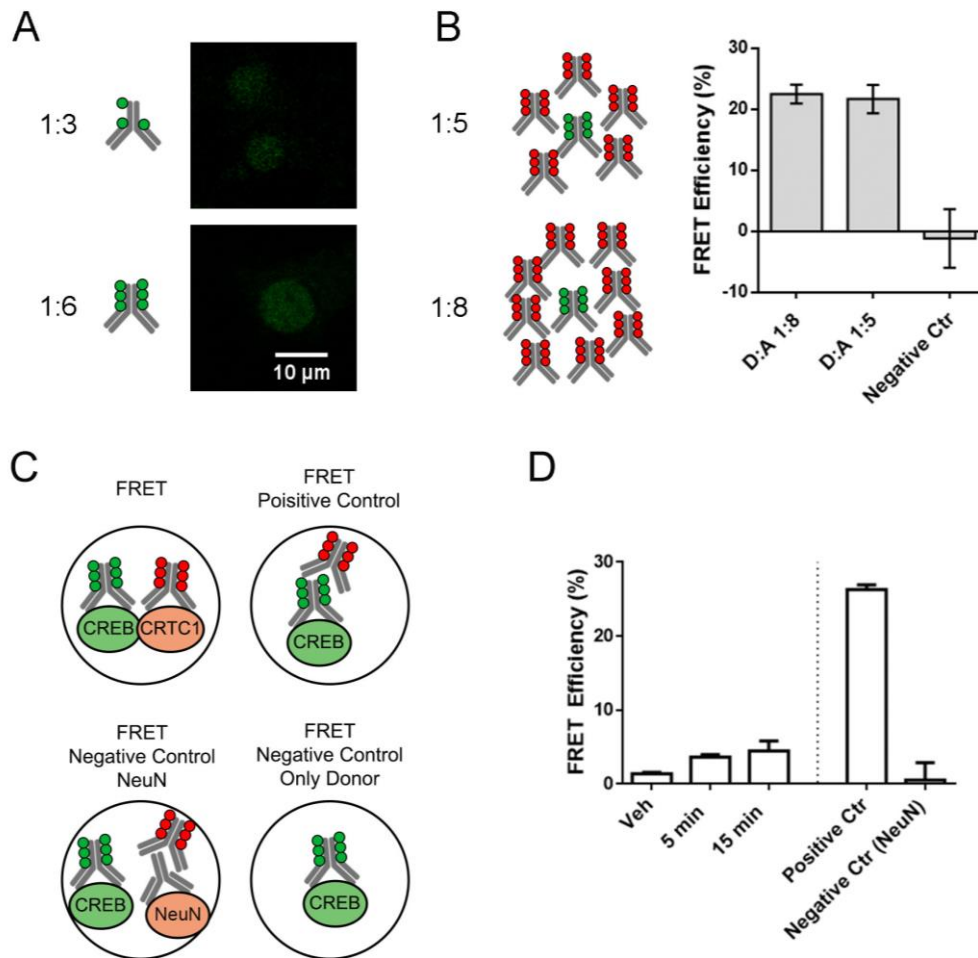 A
1:3
1:6
10 µm
B
1:5
1:8
FRET Efficiency (%)
30
20
10
0
-10
D:A 1:8
D:A 1:5
Negative Ctr
C
FRET
CREB
CRTC1
FRET
Poisitive Control
CREB
FRET
Negative Control
NeuN
CREB
NeuN
FRET
Negative Control
Only Donor
CREB
D
FRET Efficiency (%)
30
20
10
0
Veh
5 min
15 min
Positive Ctr
Negative Ctr (NeuN)